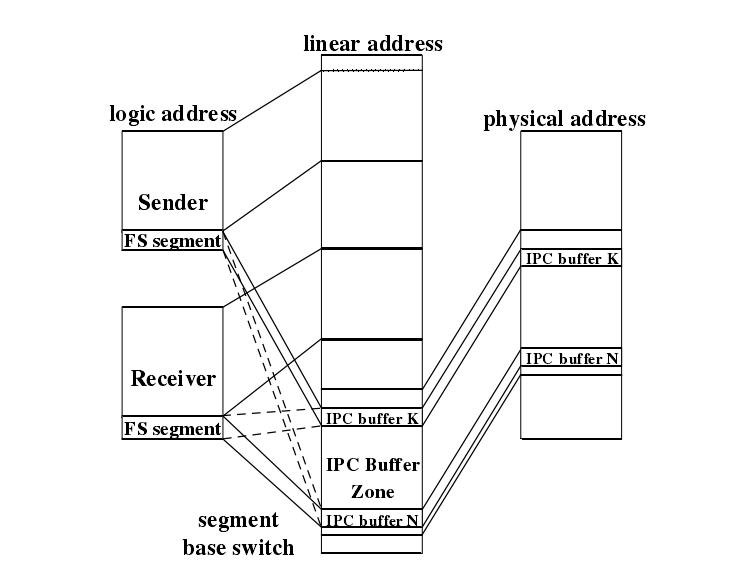 linear address
logic address
physical address
Sender
FS segment
IPC buffer K
IPC buffer N
Receiver
FS segment
IPC buffer K
IPC Buffer
Zone
IPC buffer N
segment
base switch